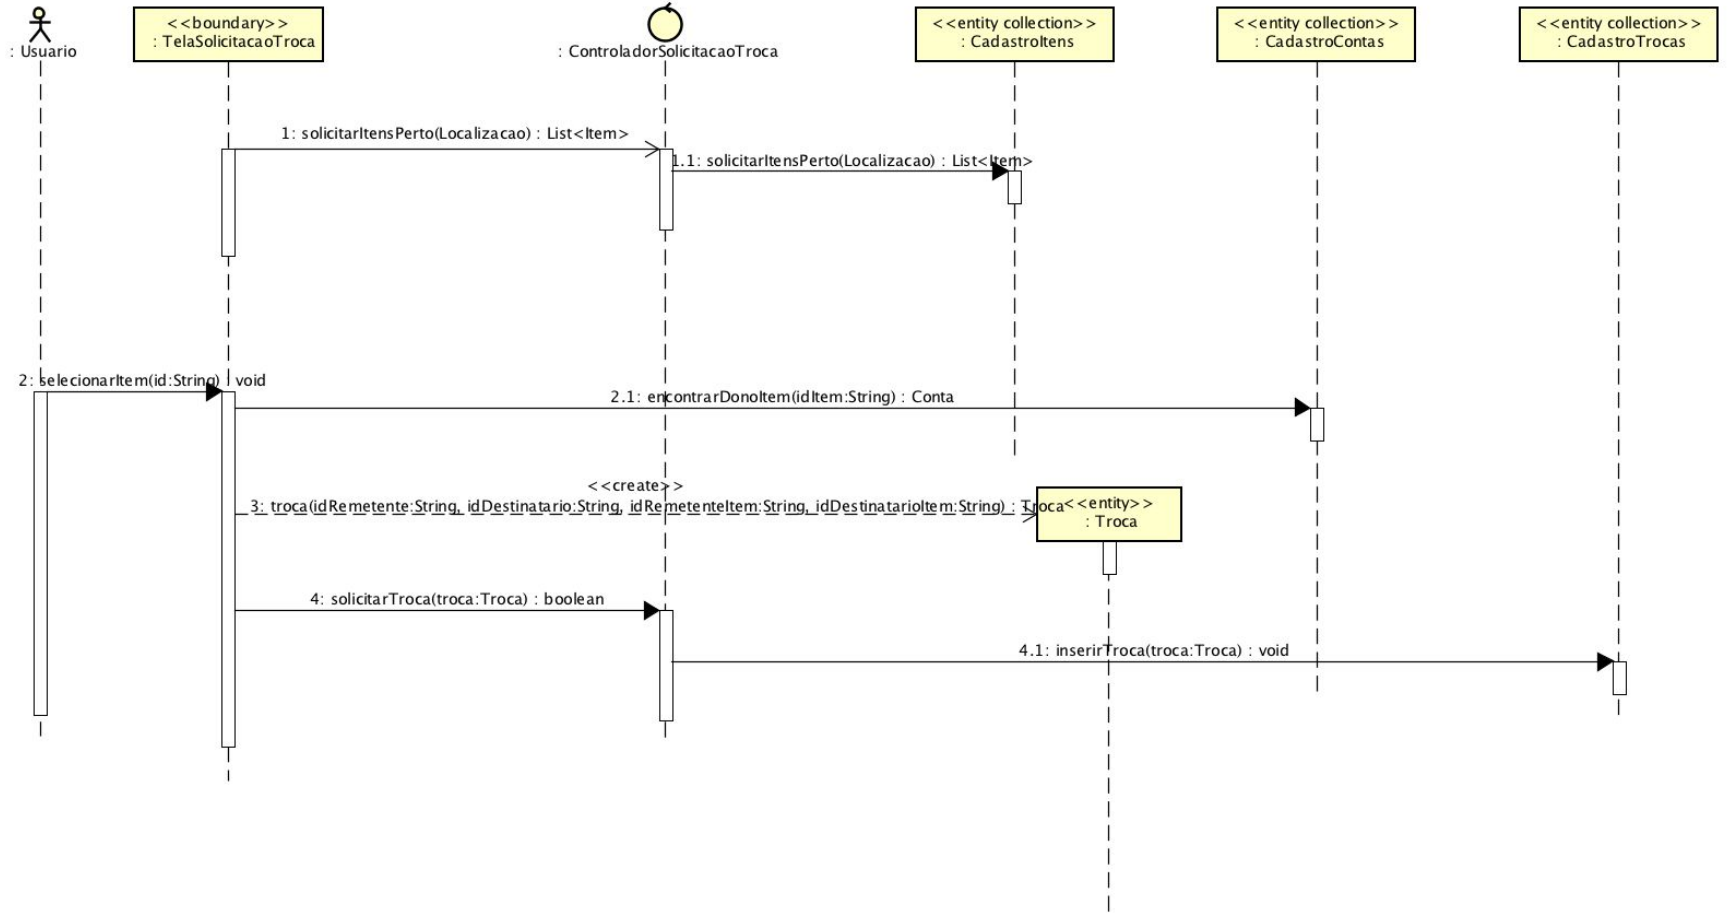 : Usuario
<<boundary>>
: TelaSolicitacaoTroca
: ControladorSolicitacaoTroca
<<entity collection>>
: CadastroItens
<<entity collection>>
: CadastroContas
<<entity collection>>
: CadastroTrocas
1: solicitarItensPerto(Localizacao) : List<Item>
1.1: solicitarItensPerto(Localizacao) : List<Item>
2: selecionarItem(id:String) : void
2.1: encontrarDonoItem(idItem:String) : Conta
<<create>>
3: troca(idRemetente:String, idDestinatario:String, idRemetenteItem:String, idDestinatarioItem:String) : Troca
<<entity>>
: Troca
4: solicitarTroca(troca:Troca) : boolean
4.1: inserirTroca(troca:Troca) : void